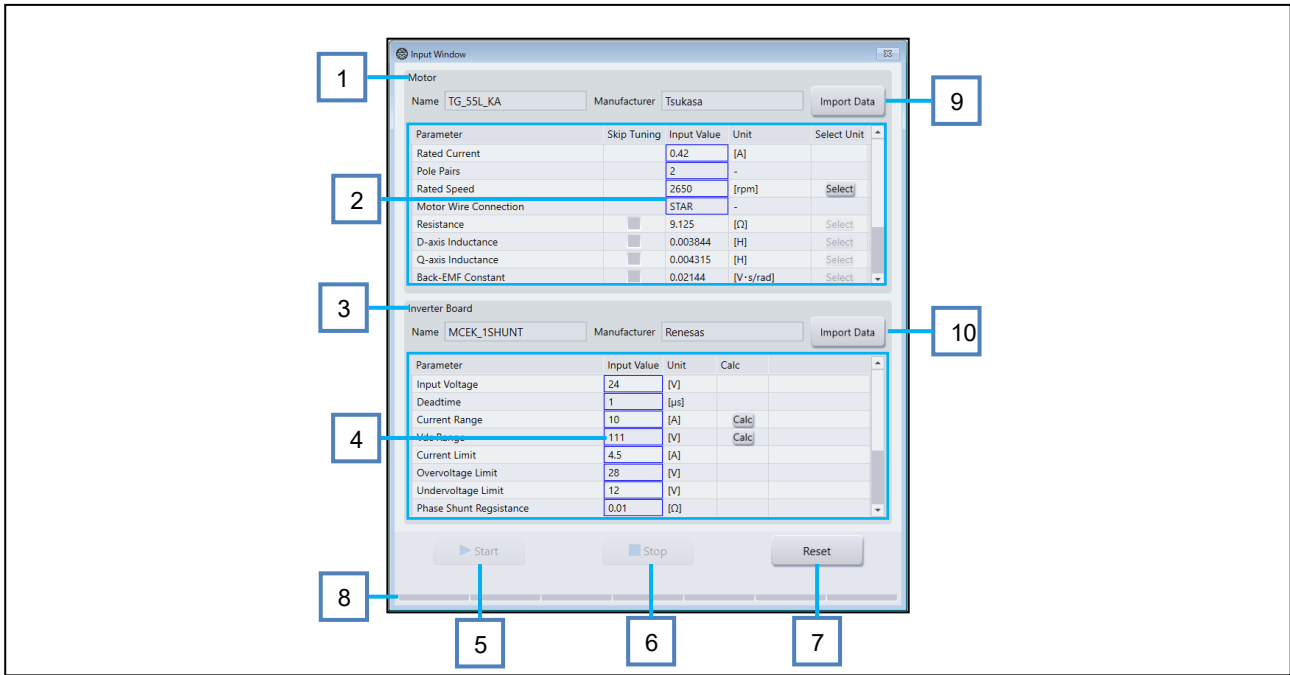 Input Window
1
Motor
Name TG_55L_KA Manufacturer Tsukasa Import Data
9
Parameter Skip Tuning Input Value Unit Select Unit
Rated Current 0.42 [A]
Pole Pairs 2 -
Rated Speed 2650 [rpm] Select
2
Motor Wire Connection STAR -
Resistance 9.125 [Ω] Select
D-axis Inductance 0.003844 [H] Select
Q-axis Inductance 0.004315 [H] Select
Back-EMF Constant 0.02144 [V·s/rad] Select
3
Inverter Board
Name MCEK_1SHUNT Manufacturer Renesas Import Data
10
Parameter Input Value Unit Calc
Input Voltage 24 [V]
Deadtime 1 [µs]
Current Range 10 [A] Calc
4
Vdc Range 111 [V] Calc
Current Limit 4.5 [A]
Overvoltage Limit 28 [V]
Undervoltage Limit 12 [V]
Phase Shunt Regsistance 0.01 [Ω]
Start Stop Reset
8
5 6 7